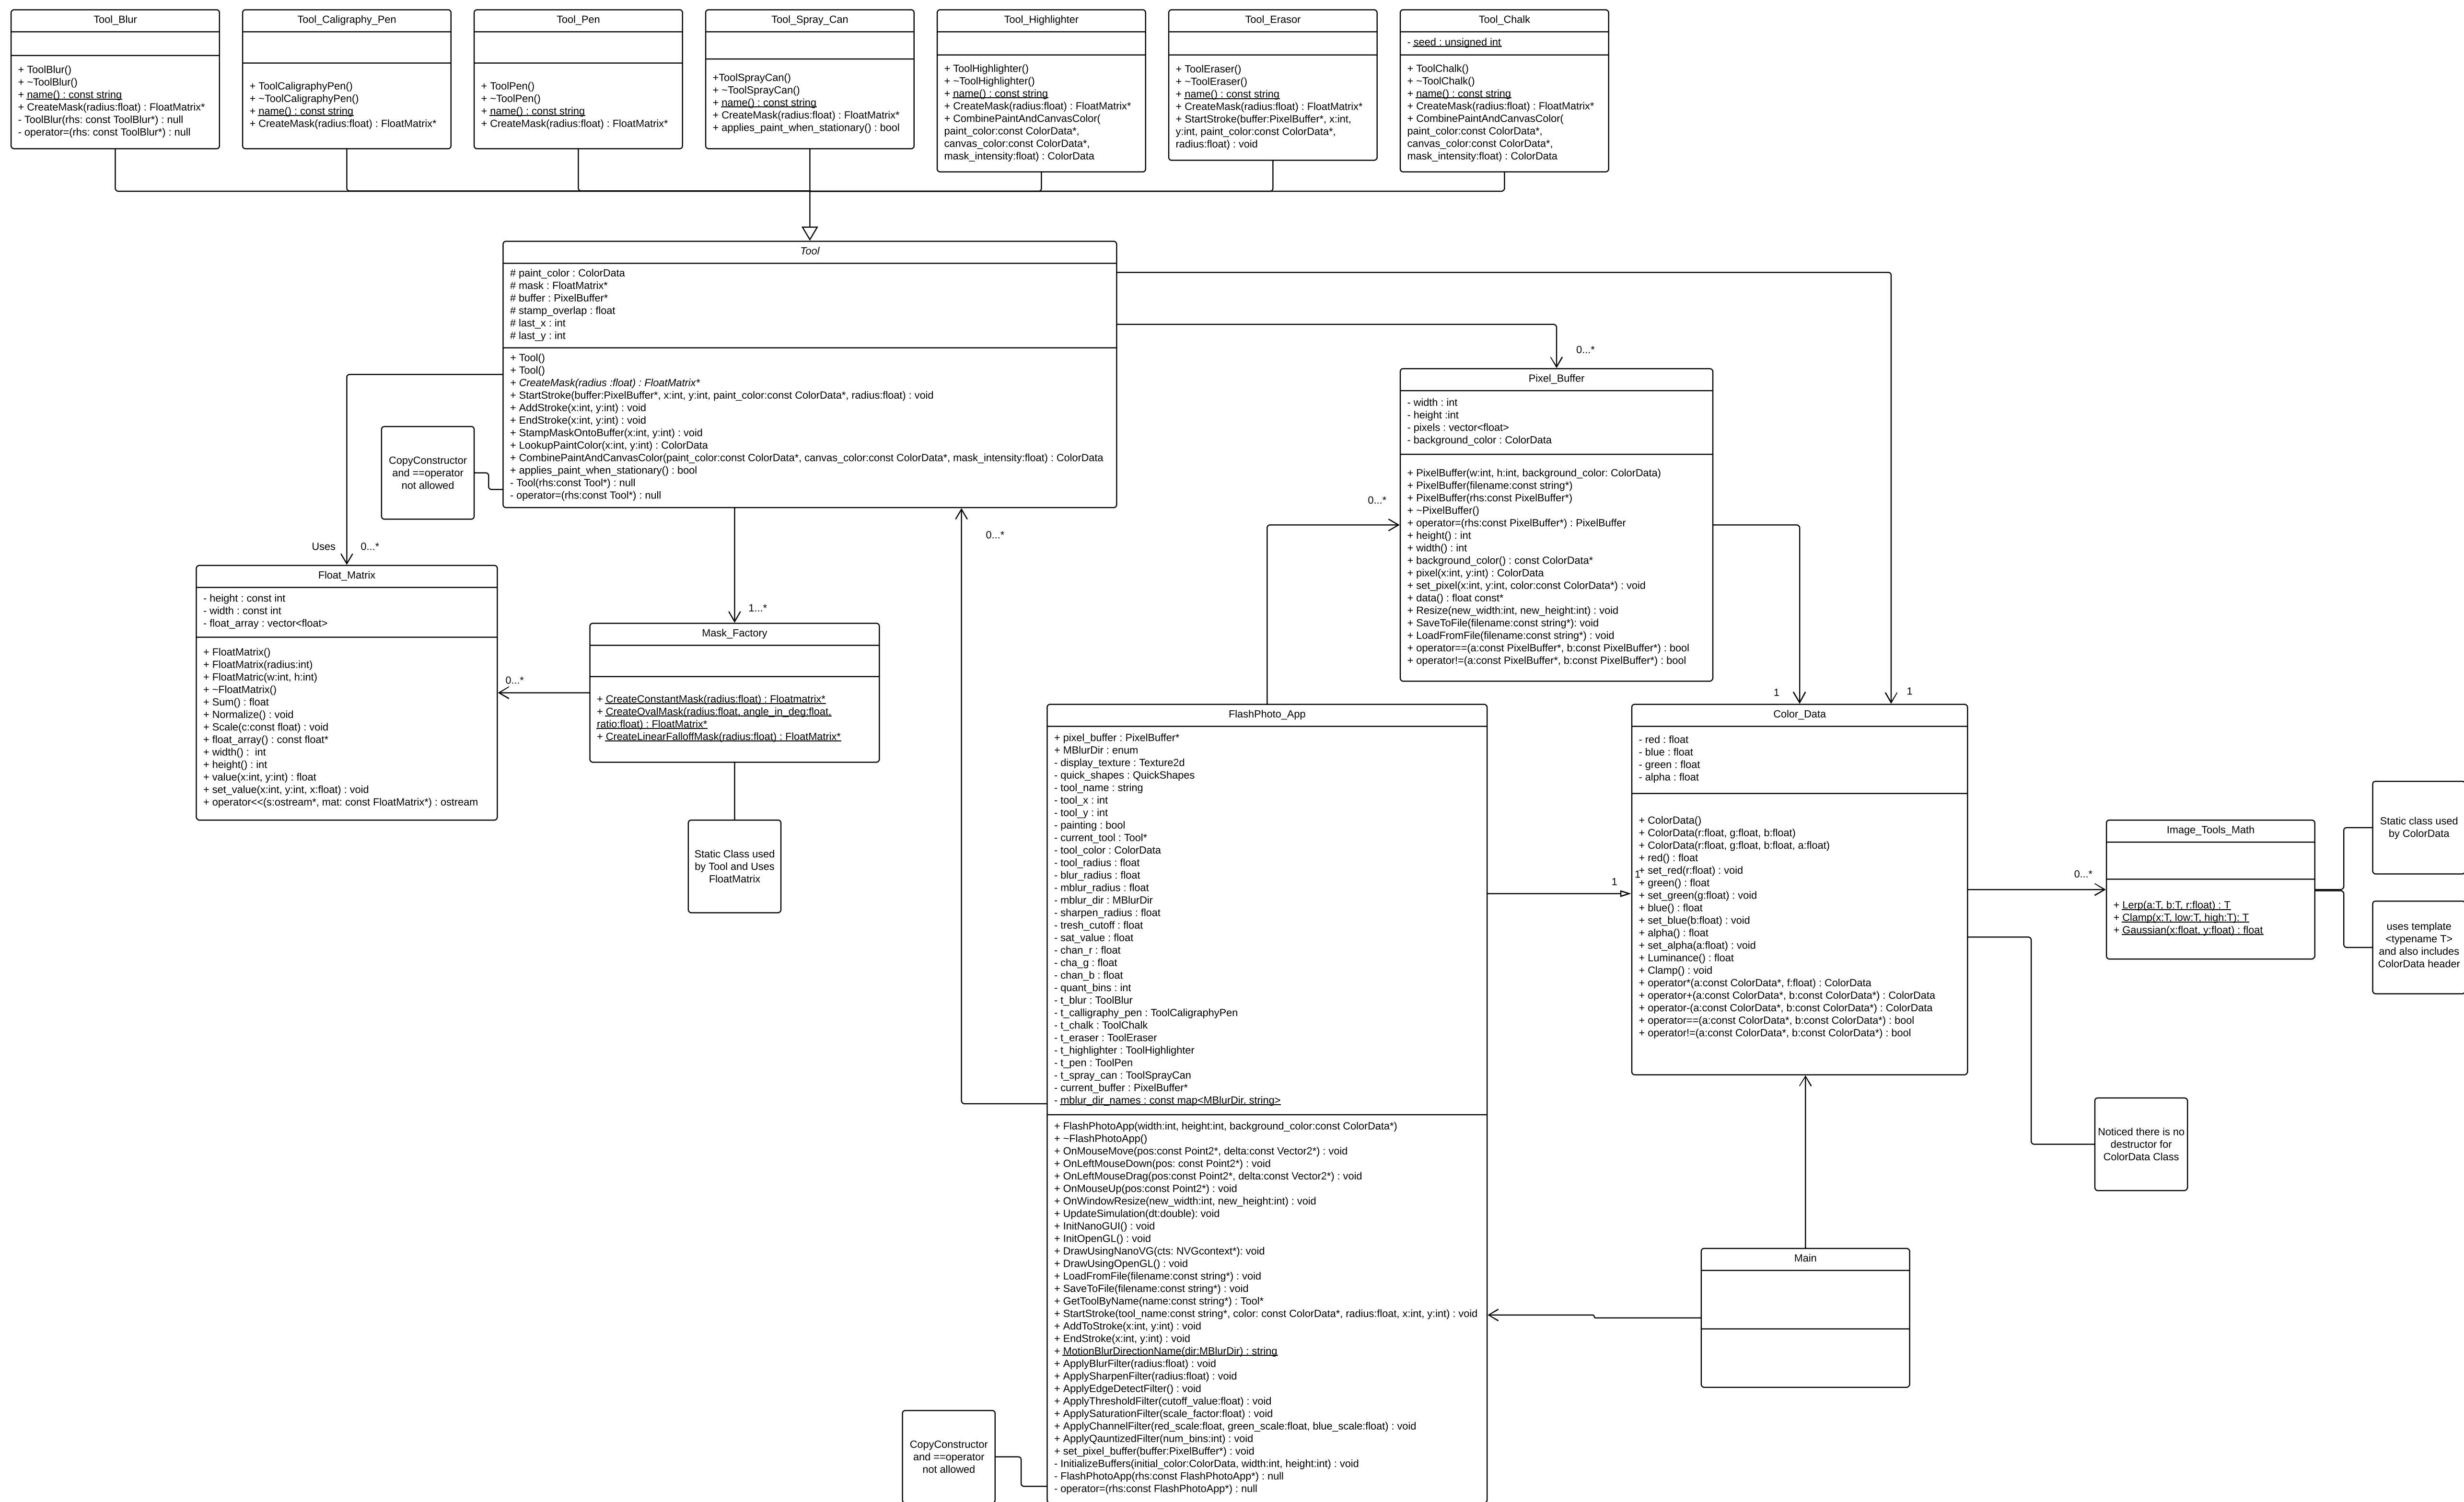 Tool_Blur
+ ToolBlur()
+ ~ToolBlur()
+ name() : const string
+ CreateMask(radius:float) : FloatMatrix*
- ToolBlur(rhs: const ToolBlur*) : null
- operator=(rhs: const ToolBlur*) : null
Tool_Caligraphy_Pen
+ ToolCaligraphyPen()
+ ~ToolCaligraphyPen()
+ name() : const string
+ CreateMask(radius:float) : FloatMatrix*
Tool_Pen
+ ToolPen()
+ ~ToolPen()
+ name() : const string
+ CreateMask(radius:float) : FloatMatrix*
Tool_Spray_Can
+ToolSprayCan()
+ ~ToolSprayCan()
+ name() : const string
+ CreateMask(radius:float) : FloatMatrix*
+ applies_paint_when_stationary() : bool
Tool_Highlighter
+ ToolHighlighter()
+ ~ToolHighlighter()
+ name() : const string
+ CreateMask(radius:float) : FloatMatrix*
+ CombinePaintAndCanvasColor(
paint_color:const ColorData*,
canvas_color:const ColorData*,
mask_intensity:float) : ColorData
Tool_Erasor
+ ToolEraser()
+ ~ToolEraser()
+ name() : const string
+ CreateMask(radius:float) : FloatMatrix*
+ StartStroke(buffer:PixelBuffer*, x:int,
y:int, paint_color:const ColorData*,
radius:float) : void
Tool_Chalk
- seed : unsigned int
+ ToolChalk()
+ ~ToolChalk()
+ name() : const string
+ CreateMask(radius:float) : FloatMatrix*
+ CombinePaintAndCanvasColor(
paint_color:const ColorData*,
canvas_color:const ColorData*,
mask_intensity:float) : ColorData
Tool
# paint_color : ColorData
# mask : FloatMatrix*
# buffer : PixelBuffer*
# stamp_overlap : float
# last_x : int
# last_y : int
+ Tool()
+ Tool()
+ CreateMask(radius :float) : FloatMatrix*
+ StartStroke(buffer:PixelBuffer*, x:int, y:int, paint_color:const ColorData*, radius:float) : void
+ AddStroke(x:int, y:int) : void
+ EndStroke(x:int, y:int) : void
+ StampMaskOntoBuffer(x:int, y:int) : void
+ LookupPaintColor(x:int, y:int) : ColorData
+ CombinePaintAndCanvasColor(paint_color:const ColorData*, canvas_color:const ColorData*, mask_intensity:float) : ColorData
+ applies_paint_when_stationary() : bool
- Tool(rhs:const Tool*) : null
- operator=(rhs:const Tool*) : null
CopyConstructor
and ==operator
not allowed
Uses
0...*
0...*
1...*
0...*
0...*
0...*
Pixel_Buffer
- width : int
- height :int
- pixels : vector<float>
- background_color : ColorData
+ PixelBuffer(w:int, h:int, background_color: ColorData)
+ PixelBuffer(filename:const string*)
+ PixelBuffer(rhs:const PixelBuffer*)
+ ~PixelBuffer()
+ operator=(rhs:const PixelBuffer*) : PixelBuffer
+ height() : int
+ width() : int
+ background_color() : const ColorData*
+ pixel(x:int, y:int) : ColorData
+ set_pixel(x:int, y:int, color:const ColorData*) : void
+ data() : float const*
+ Resize(new_width:int, new_height:int) : void
+ SaveToFile(filename:const string*): void
+ LoadFromFile(filename:const string*) : void
+ operator==(a:const PixelBuffer*, b:const PixelBuffer*) : bool
+ operator!=(a:const PixelBuffer*, b:const PixelBuffer*) : bool
Float_Matrix
- height : const int
- width : const int
- float_array : vector<float>
+ FloatMatrix()
+ FloatMatrix(radius:int)
+ FloatMatric(w:int, h:int)
+ ~FloatMatrix()
+ Sum() : float
+ Normalize() : void
+ Scale(c:const float) : void
+ float_array() : const float*
+ width() :  int
+ height() : int
+ value(x:int, y:int) : float
+ set_value(x:int, y:int, x:float) : void
+ operator<<(s:ostream*, mat: const FloatMatrix*) : ostream
Mask_Factory
+ CreateConstantMask(radius:float) : Floatmatrix*
+ CreateOvalMask(radius:float, angle_in_deg:float,
ratio:float) : FloatMatrix*
+ CreateLinearFalloffMask(radius:float) : FloatMatrix*
Static Class used
by Tool and Uses
FloatMatrix
FlashPhoto_App
+ pixel_buffer : PixelBuffer*
+ MBlurDir : enum
- display_texture : Texture2d
- quick_shapes : QuickShapes
- tool_name : string
- tool_x : int
- tool_y : int
- painting : bool
- current_tool : Tool*
- tool_color : ColorData
- tool_radius : float
- blur_radius : float
- mblur_radius : float
- mblur_dir : MBlurDir
- sharpen_radius : float
- tresh_cutoff : float
- sat_value : float
- chan_r : float
- cha_g : float
- chan_b : float
- quant_bins : int
- t_blur : ToolBlur
- t_calligraphy_pen : ToolCaligraphyPen
- t_chalk : ToolChalk
- t_eraser : ToolEraser
- t_highlighter : ToolHighlighter
- t_pen : ToolPen
- t_spray_can : ToolSprayCan
- current_buffer : PixelBuffer*
- mblur_dir_names : const map<MBlurDir, string>
+ FlashPhotoApp(width:int, height:int, background_color:const ColorData*)
+ ~FlashPhotoApp()
+ OnMouseMove(pos:const Point2*, delta:const Vector2*) : void
+ OnLeftMouseDown(pos: const Point2*) : void
+ OnLeftMouseDrag(pos:const Point2*, delta:const Vector2*) : void
+ OnMouseUp(pos:const Point2*) : void
+ OnWindowResize(new_width:int, new_height:int) : void
+ UpdateSimulation(dt:double): void
+ InitNanoGUI() : void
+ InitOpenGL() : void
+ DrawUsingNanoVG(cts: NVGcontext*): void
+ DrawUsingOpenGL() : void
+ LoadFromFile(filename:const string*) : void
+ SaveToFile(filename:const string*) : void
+ GetToolByName(name:const string*) : Tool*
+ StartStroke(tool_name:const string*, color: const ColorData*, radius:float, x:int, y:int) : void
+ AddToStroke(x:int, y:int) : void
+ EndStroke(x:int, y:int) : void
+ MotionBlurDirectionName(dir:MBlurDir) : string
+ ApplyBlurFilter(radius:float) : void
+ ApplySharpenFilter(radius:float) : void
+ ApplyEdgeDetectFilter() : void
+ ApplyThresholdFilter(cutoff_value:float) : void
+ ApplySaturationFilter(scale_factor:float) : void
+ ApplyChannelFilter(red_scale:float, green_scale:float, blue_scale:float) : void
+ ApplyQauntizedFilter(num_bins:int) : void
+ set_pixel_buffer(buffer:PixelBuffer*) : void
- InitializeBuffers(initial_color:ColorData, width:int, height:int) : void
- FlashPhotoApp(rhs:const FlashPhotoApp*) : null
- operator=(rhs:const FlashPhotoApp*) : null
CopyConstructor
and ==operator
not allowed
1
1
1
1
Color_Data
- red : float
- blue : float
- green : float
- alpha : float
+ ColorData()
+ ColorData(r:float, g:float, b:float)
+ ColorData(r:float, g:float, b:float, a:float)
+ red() : float
+ set_red(r:float) : void
+ green() : float
+ set_green(g:float) : void
+ blue() : float
+ set_blue(b:float) : void
+ alpha() : float
+ set_alpha(a:float) : void
+ Luminance() : float
+ Clamp() : void
+ operator*(a:const ColorData*, f:float) : ColorData
+ operator+(a:const ColorData*, b:const ColorData*) : ColorData
+ operator-(a:const ColorData*, b:const ColorData*) : ColorData
+ operator==(a:const ColorData*, b:const ColorData*) : bool
+ operator!=(a:const ColorData*, b:const ColorData*) : bool
0...*
Image_Tools_Math
+ Lerp(a:T, b:T, r:float) : T
+ Clamp(x:T, low:T, high:T): T
+ Gaussian(x:float, y:float) : float
Static class used
by ColorData
uses template
<typename T>
and also includes
ColorData header
Noticed there is no
destructor for
ColorData Class
Main